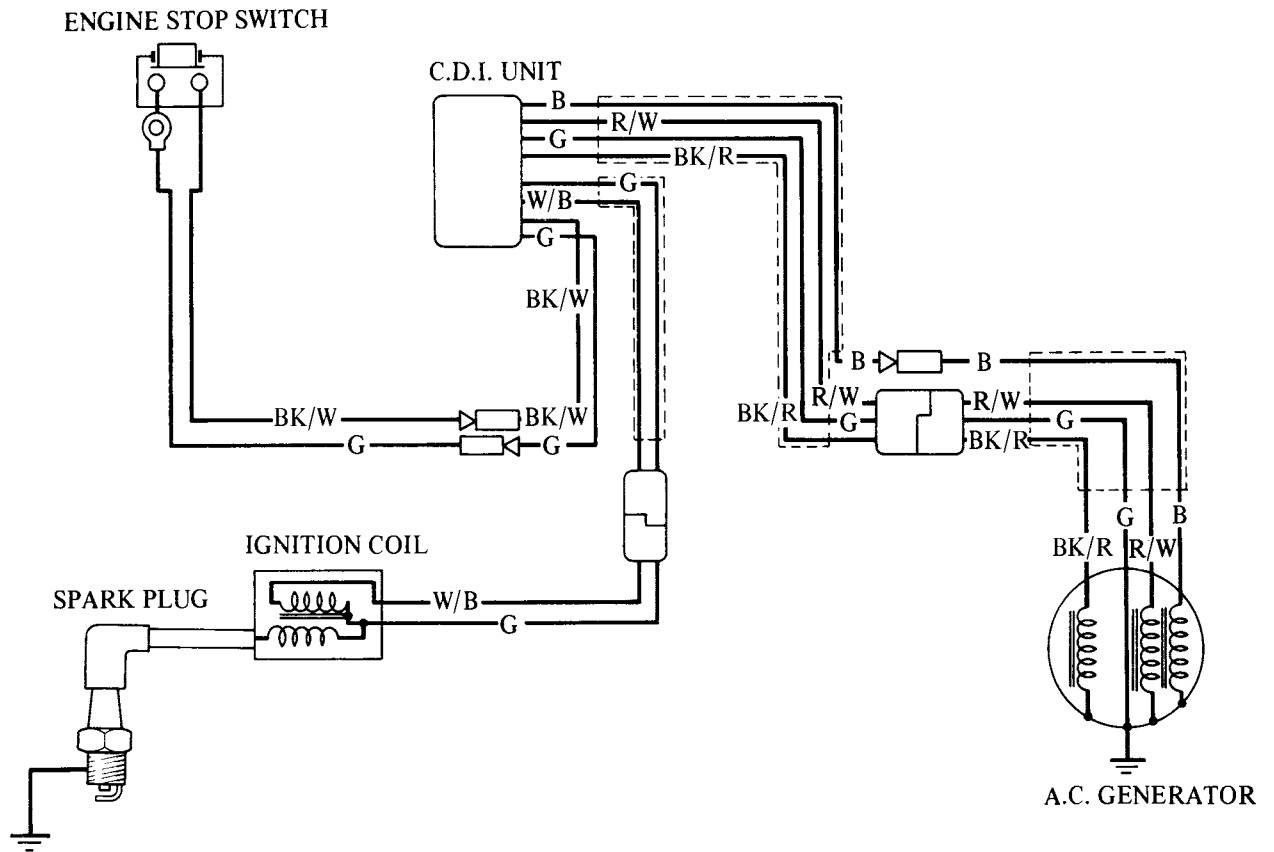 ENGINE STOP SWITCH
C.D.I. UNIT
B
R/W
G
BK/R
G
W/B
G
BK/W
B
B
R/W
R/W
BK/R
G
G
BK/R
BK/W
BK/W
G
G
G
B
BK/R
R/W
IGNITION COIL
SPARK PLUG
W/B
G
A.C. GENERATOR